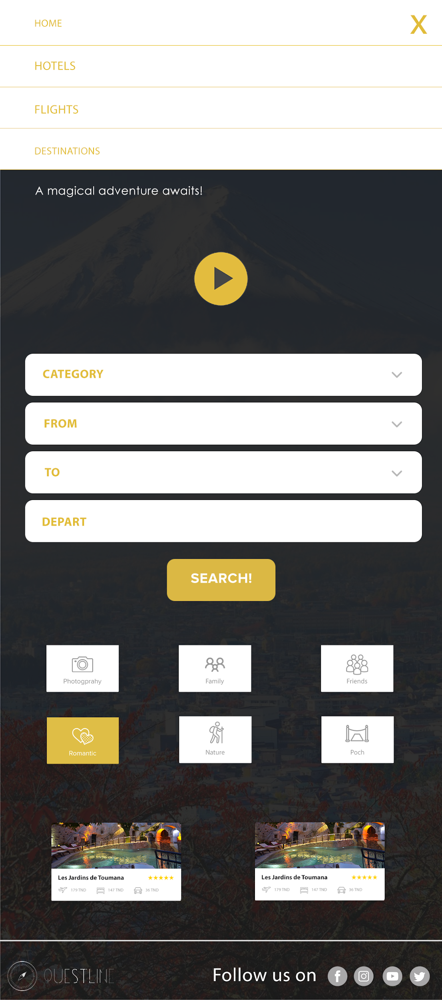 HOME
X
HOTELS
FLIGHTS
DESTINATIONS
A magical adventure awaits!
CATEGORY
FROM
TO
DEPART
SEARCH!
Photogprahy
Family
Friends
Romantic
Nature
Poch
Les Jardins de Toumana
179 TND 147 TND 36 TND
Les Jardins de Toumana
179 TND 147 TND 36 TND
QUESTLINE
Follow us on